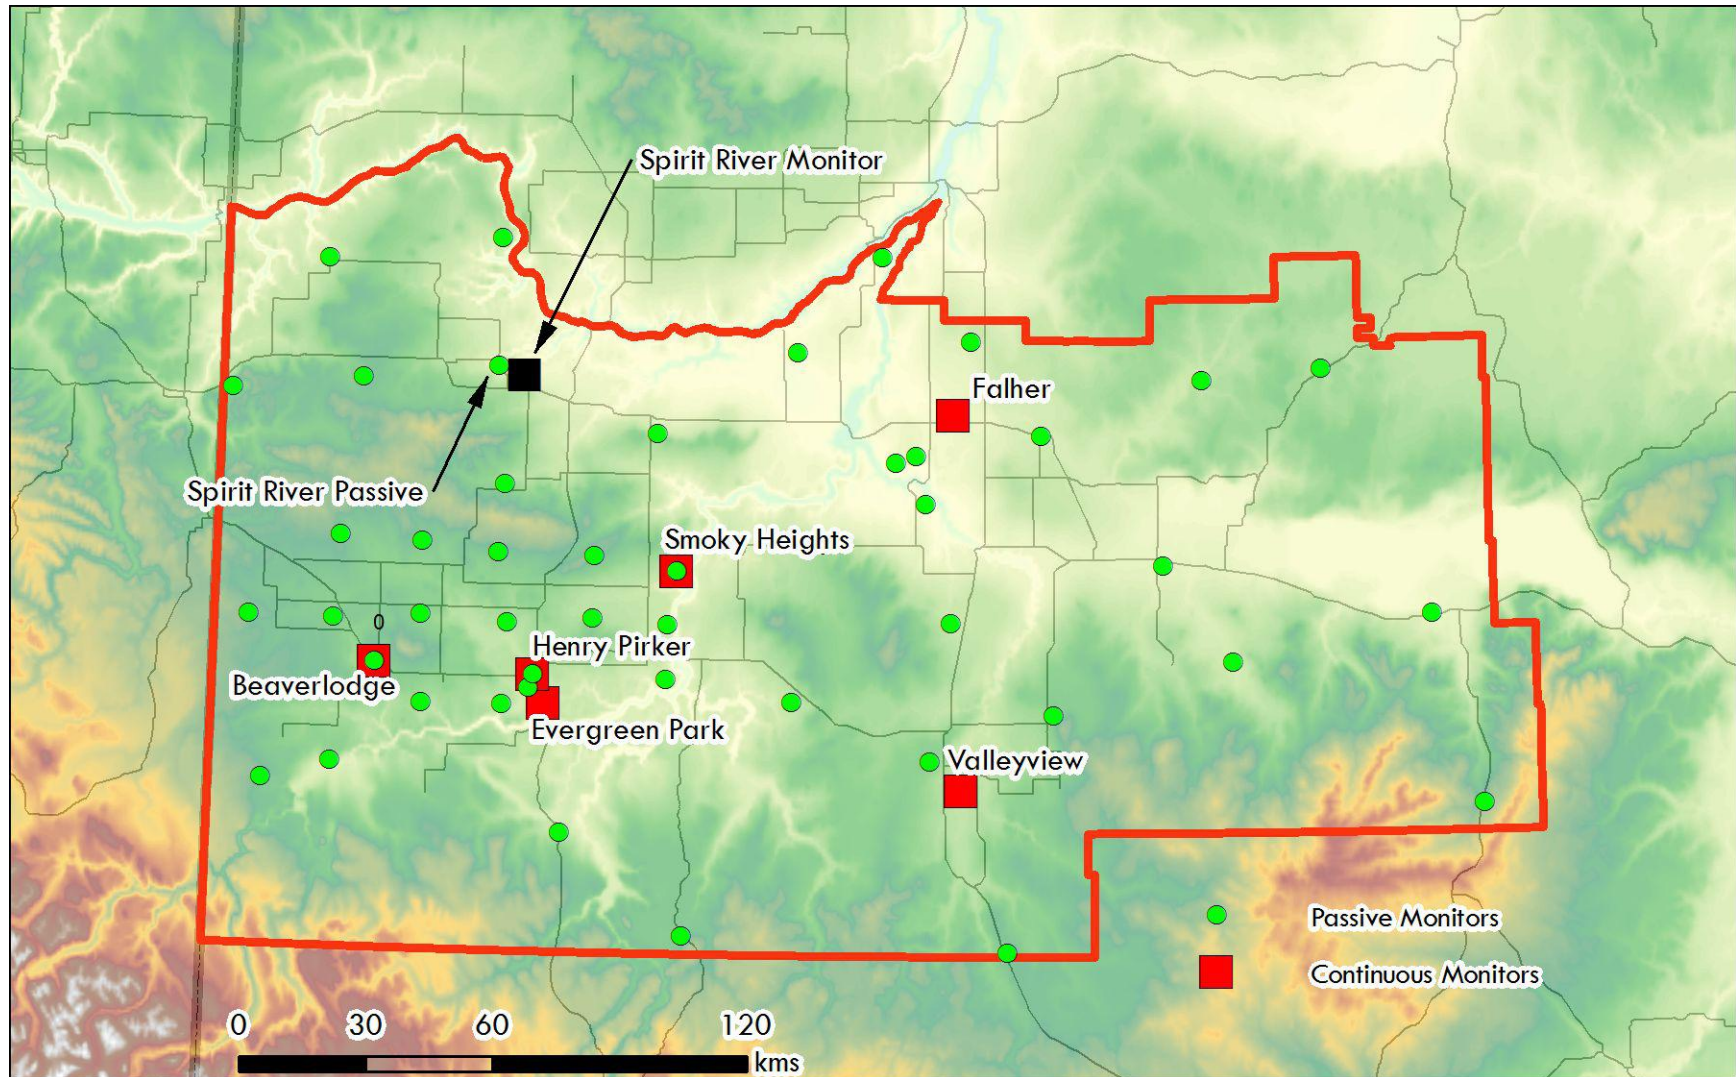 Spirit River Monitor
Falher
Spirit River Passive
Smoky Heights
0
Henry Pirker
Beaverlodge
Evergreen Park
Valleyview
Passive Monitors
Continuous Monitors
0 30 60 120
kms